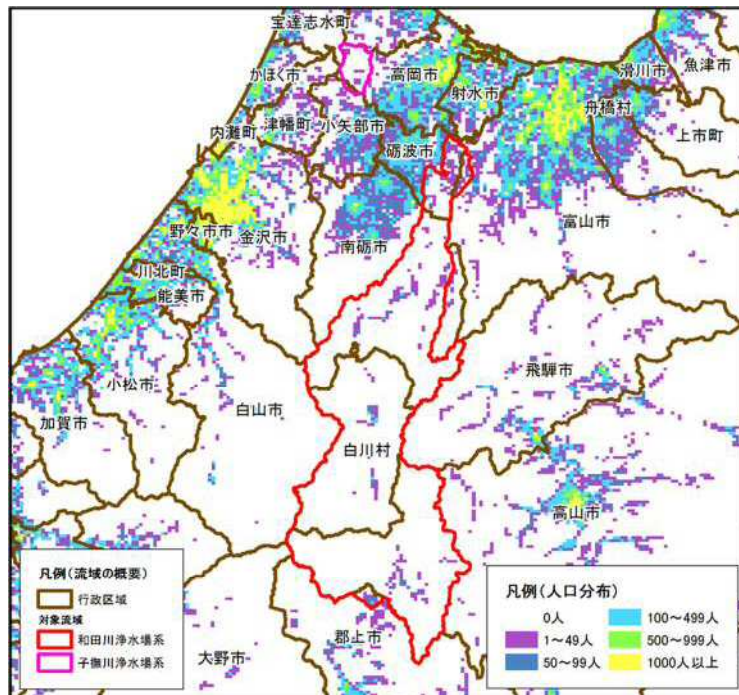 宝達志水町
かほく市
高岡市
射水市
滑川市
魚津市
舟橋村
上市町
内灘町
津幡町
小矢部市
砺波市
野々市市
金沢市
南砺市
富山市
川北町
能美市
小松市
加賀市
白山市
白川村
飛騨市
高山市
郡上市
大野市
凡例(流域の概要)
行政区域
対象流域
和田川浄水場系
子撫川浄水場系
凡例(人口分布)
0人
1～49人
50～99人
100～499人
500～999人
1000人以上